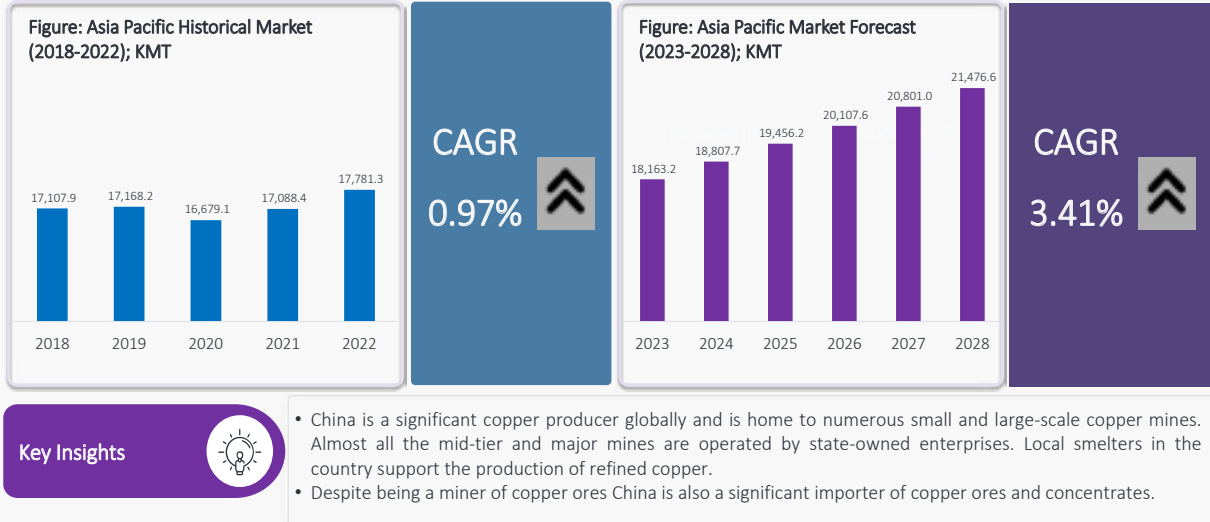 Figure: Asia Pacific Historical Market
(2018-2022); KMT
17,107.9
17,168.2
16,679.1
17,088.4
17,781.3
2018
2019
2020
2021
2022
CAGR
0.97%
Figure: Asia Pacific Market Forecast
(2023-2028); KMT
18,163.2
18,807.7
19,456.2
20,107.6
20,801.0
21,476.6
2023
2024
2025
2026
2027
2028
CAGR
3.41%
Key Insights
• China is a significant copper producer globally and is home to numerous small and large-scale copper mines.
Almost all the mid-tier and major mines are operated by state-owned enterprises. Local smelters in the
country support the production of refined copper.
• Despite being a miner of copper ores China is also a significant importer of copper ores and concentrates.